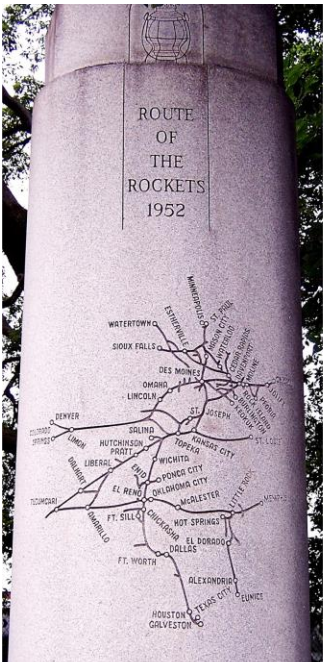 ROUTE
OF
THE
ROCKETS
1952
MINNEAPOLIS
ST. PAUL
WATERTOWN
ESTHERVILLE
MASON CITY
WATERLOO
SIOUX FALLS
CEDAR RAPIDS
DAVENPORT
MOLINE
DES MOINES
OMAHA
PEORIA
ROCK ISLAND
BURLINGTON
KEOKUK
LINCOLN
ST. JOSEPH
DENVER
COLORADO
SPRINGS
LIMON
SALINA
KANSAS CITY
ST. LOUIS
TOPEKA
HUTCHINSON
PRATT
WICHITA
LIBERAL
DALHART
ENID
PONCA CITY
EL RENO
OKLAHOMA CITY
TUCUMCARI
AMARILLO
McALESTER
LITTLE ROCK
MEMPHIS
FT. SILL
CHICKASHA
HOT SPRINGS
EL DORADO
DALLAS
FT. WORTH
ALEXANDRIA
EUNICE
TEXAS CITY
HOUSTON
GALVESTON